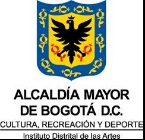 ALCALDÍA MAYOR
DE BOGOTÁ D.C.
CULTURA, RECREACIÓN Y DEPORTE
Instituto Distrital de las Artes